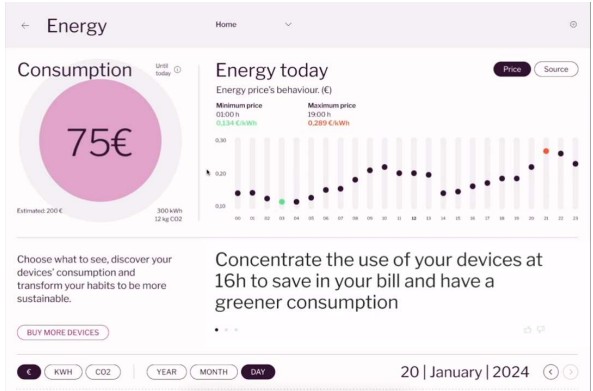 ← Energy
Home
Consumption
Until
today
75€
Estimated: 200 €
300 kWh
12 kg CO2
Energy today
Energy price's behaviour. (€)
Price
Source
Minimum price
01:00 h
0,134 €/kWh
Maximum price
19:00 h
0,289 €/kWh
0,30
0,20
0,10
00 01 02 03 04 05 06 07 08 09 10 11 12 13 14 15 16 17 18 19 20 21 22 23
Choose what to see, discover your
devices' consumption and
transform your habits to be more
sustainable.
BUY MORE DEVICES
Concentrate the use of your devices at
16h to save in your bill and have a
greener consumption
€ KWH CO2 YEAR MONTH DAY
20 | January | 2024